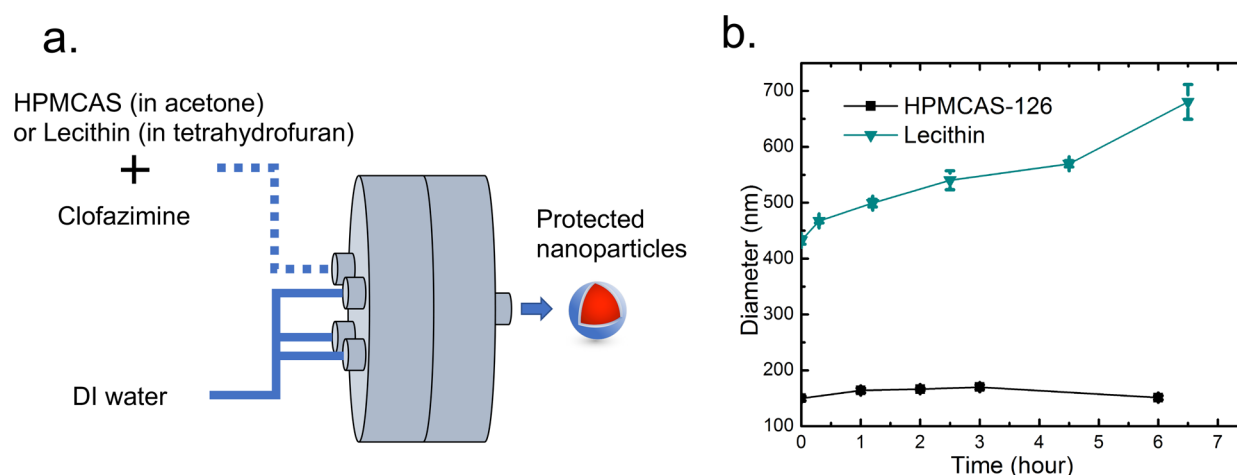 a.
HPMCAS (in acetone)
or Lecithin (in tetrahydrofuran)
+
Clofazimine
DI water
Protected
nanoparticles
b.
HPMCAS-126
Lecithin
Diameter (nm)
700
600
500
400
300
200
100
0 1 2 3 4 5 6 7
Time (hour)